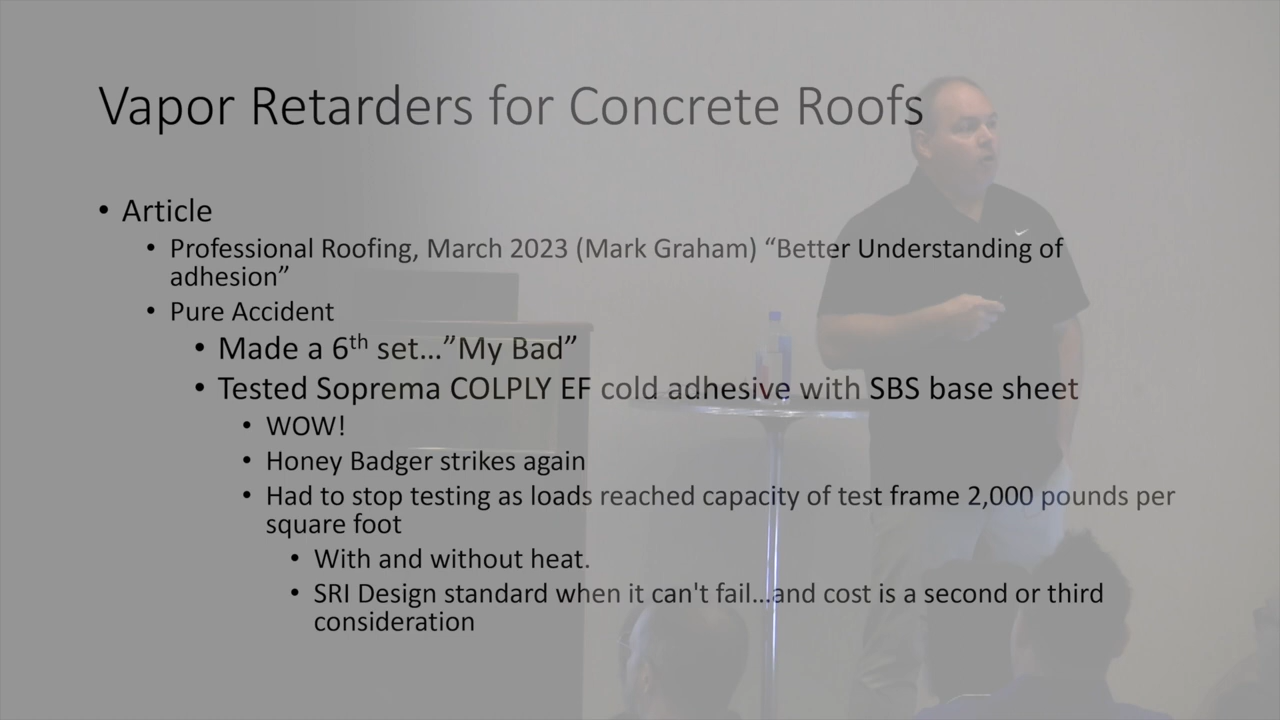 Vapor Retarders for Concrete Roofs
• Article
• Professional Roofing, March 2023 (Mark Graham) “Better Understanding of
adhesion”
• Pure Accident
• Made a 6th set…”My Bad”
• Tested Soprema COLPLY EF cold adhesive with SBS base sheet
• WOW!
• Honey Badger strikes again
• Had to stop testing as loads reached capacity of test frame 2,000 pounds per
square foot
• With and without heat.
• SRI Design standard when it can't fail…and cost is a second or third
consideration